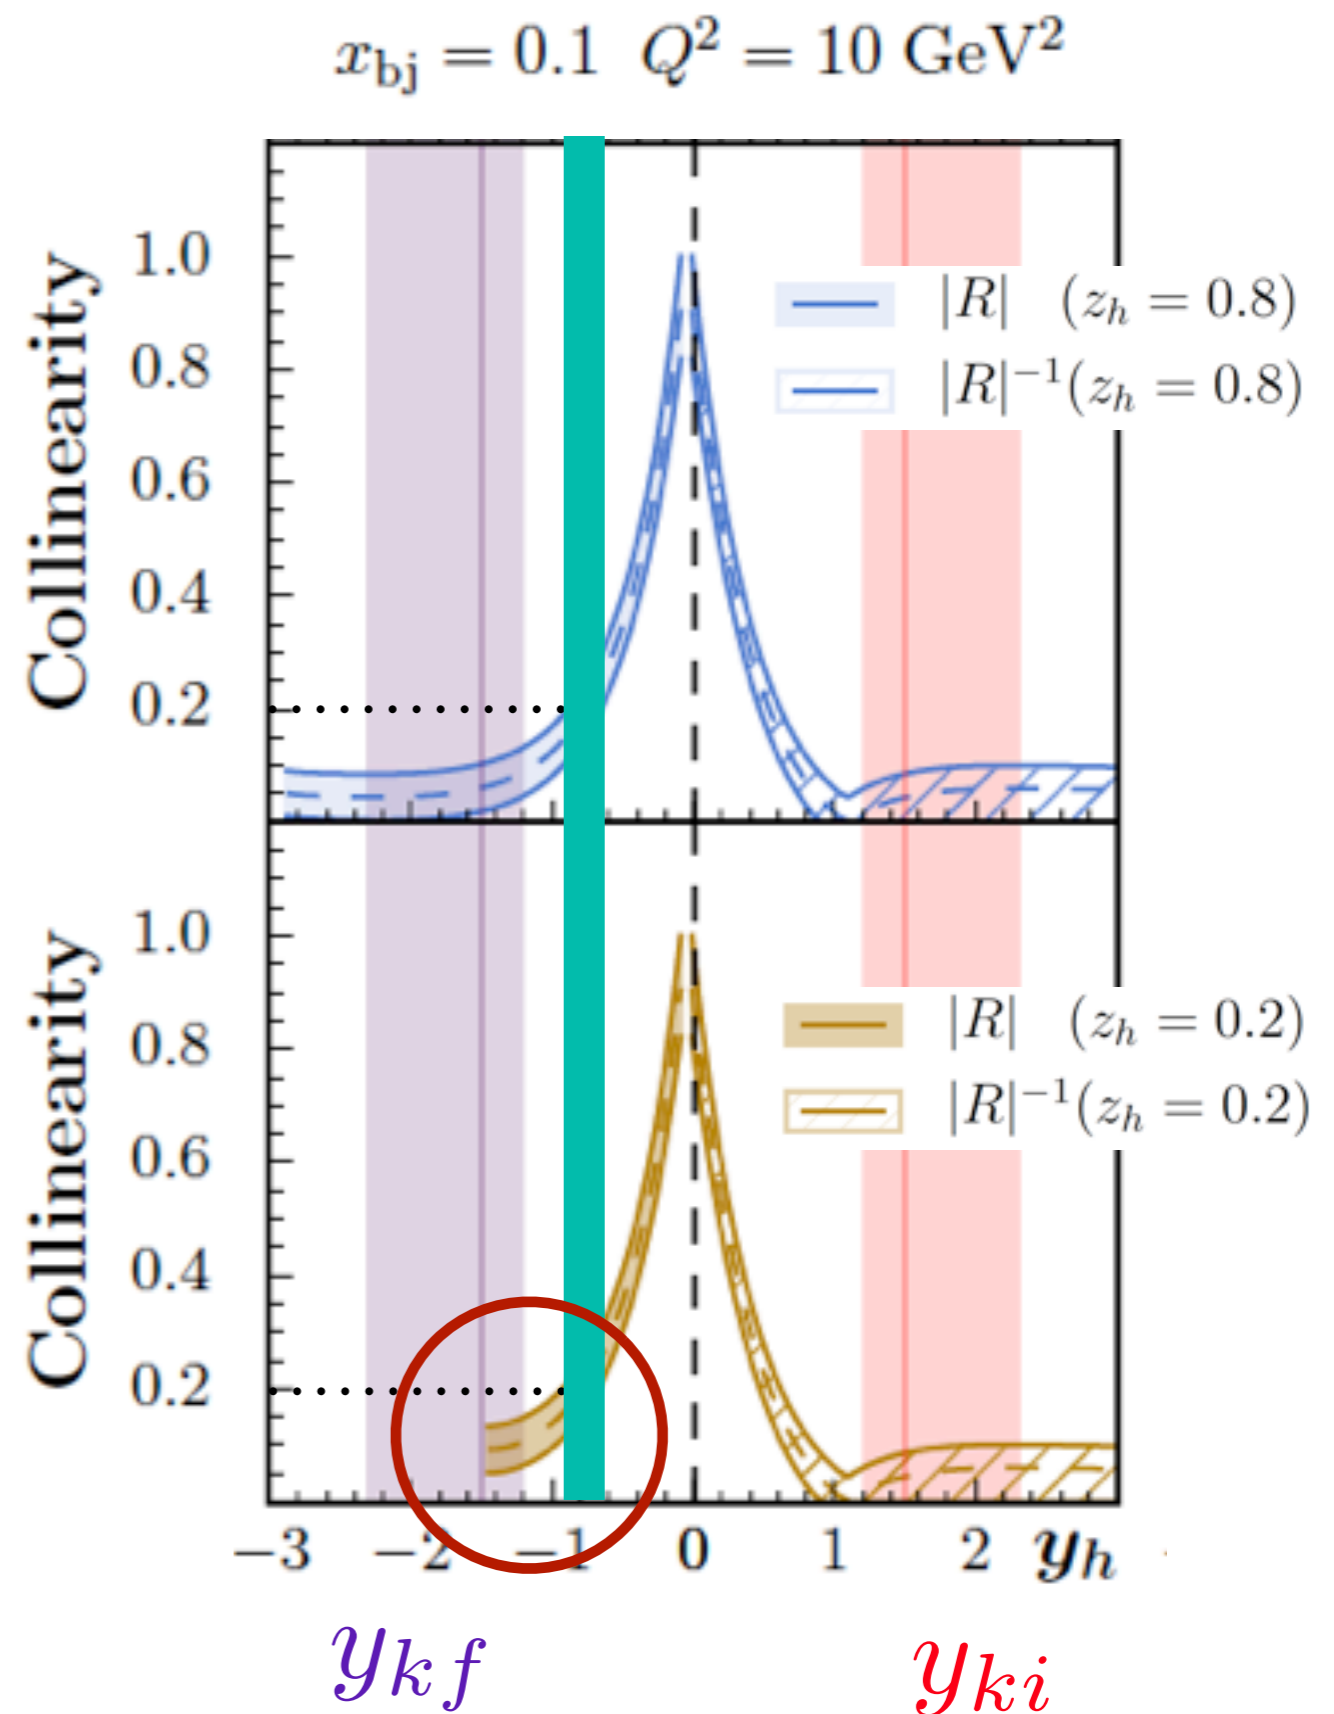 x_bj = 0.1 Q² = 10 GeV²
Collinearity
1.0
0.8
0.6
0.4
0.2
|R| (z_h = 0.8)
|R|⁻¹(z_h = 0.8)
Collinearity
1.0
0.8
0.6
0.4
0.2
|R| (z_h = 0.2)
|R|⁻¹(z_h = 0.2)
−3 −2 −1 0 1 2 y_h
y_kf y_ki